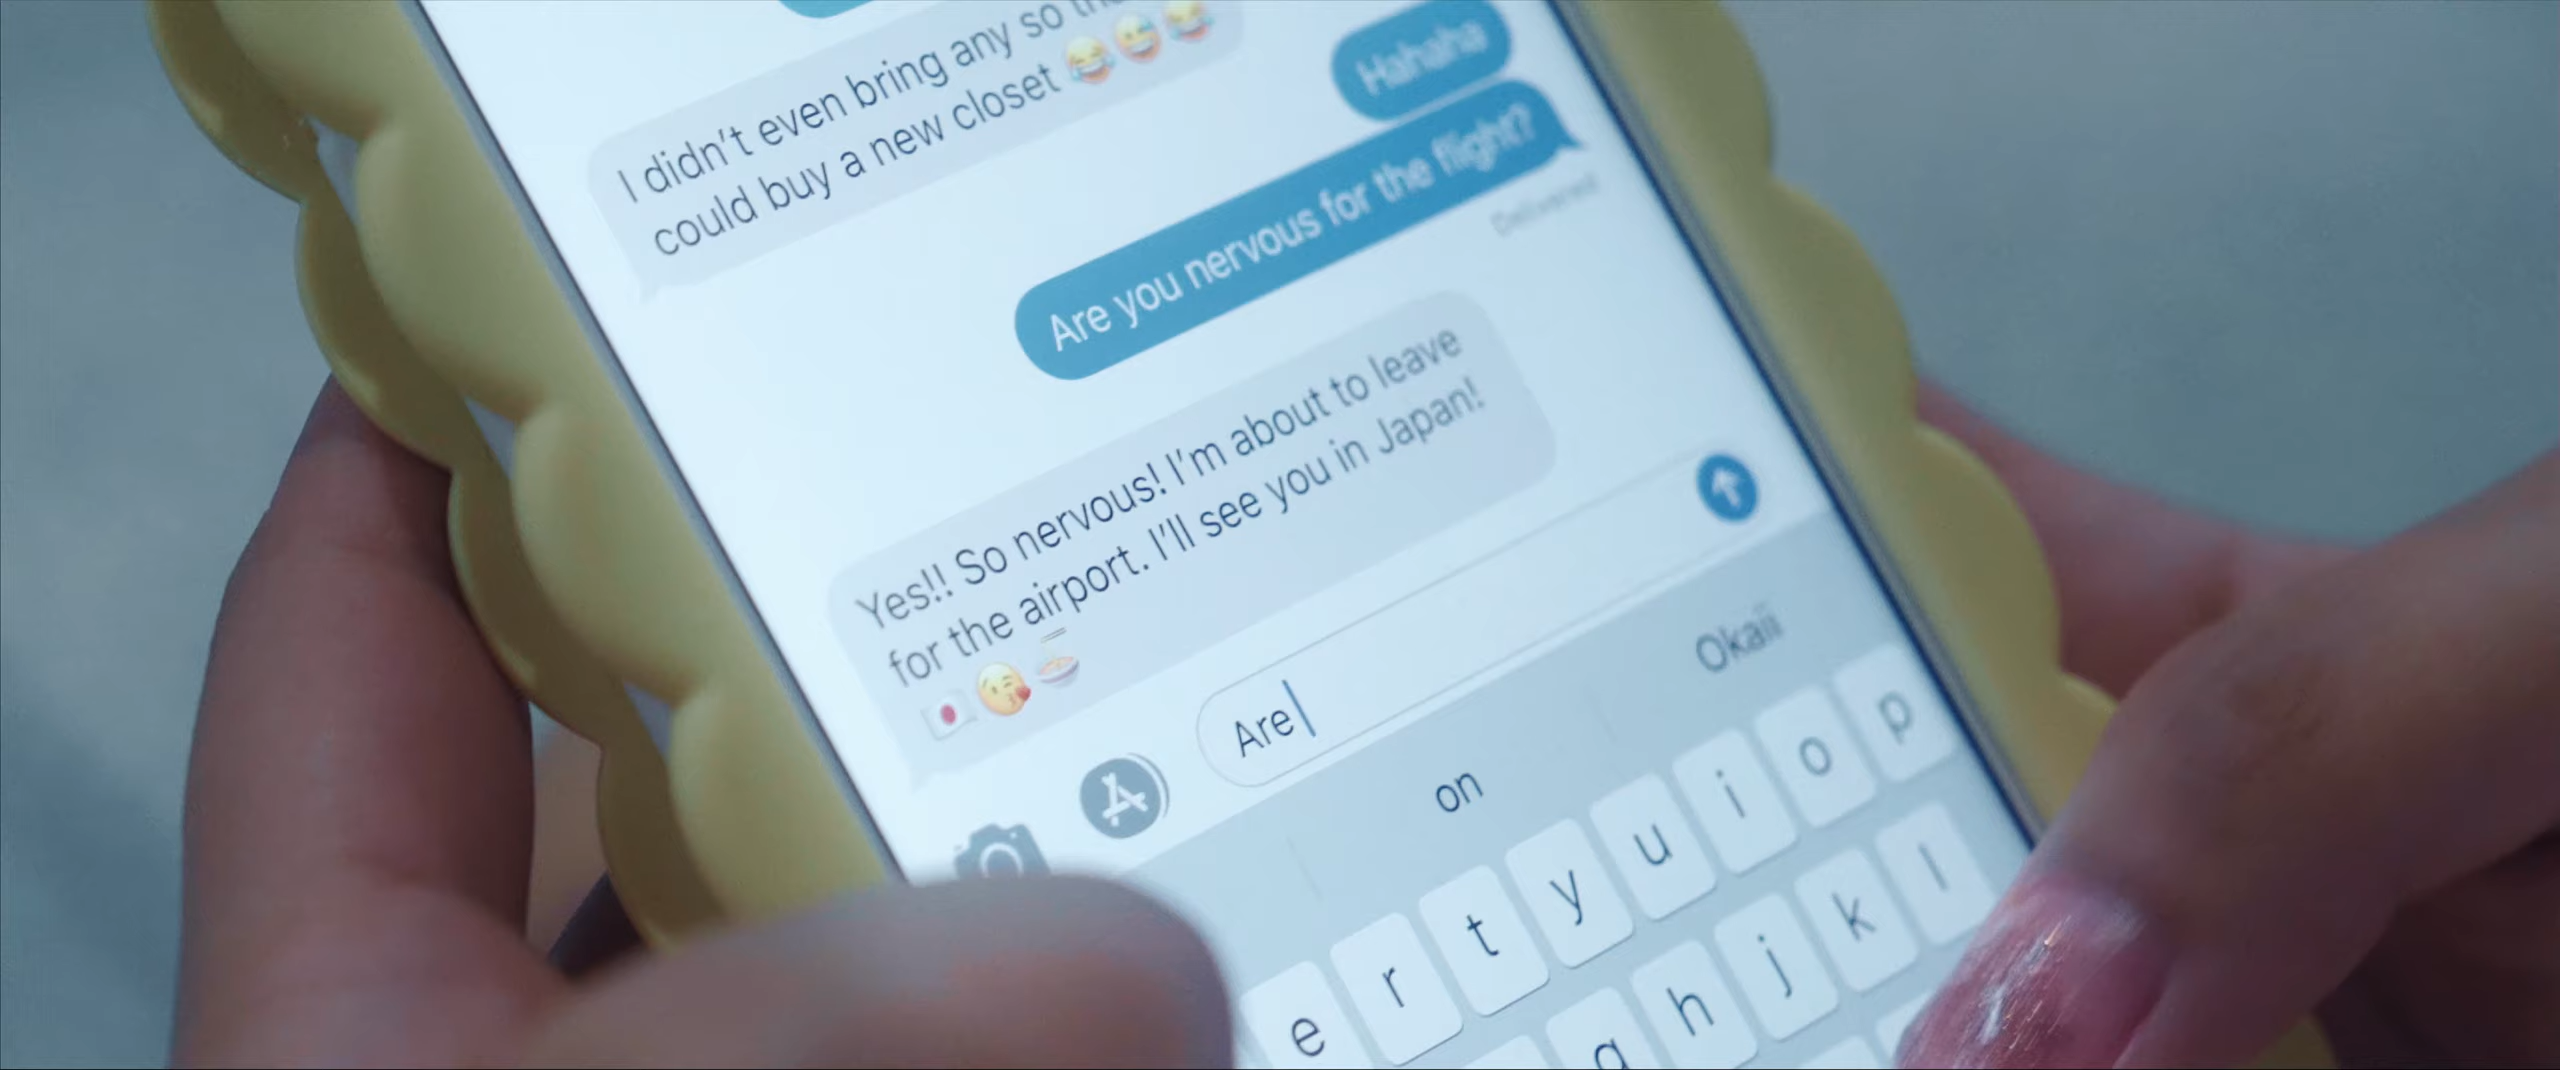 I didn't even bring any so
could buy a new closet 😂😅😂
Hahaha
Are you nervous for the flight?
Delivered
Yes!! So nervous! I'm about to leave
for the airport. I'll see you in Japan!
🇯🇵😘🍜
Are
on
Okaii
e r t y u i o p
g h j k l